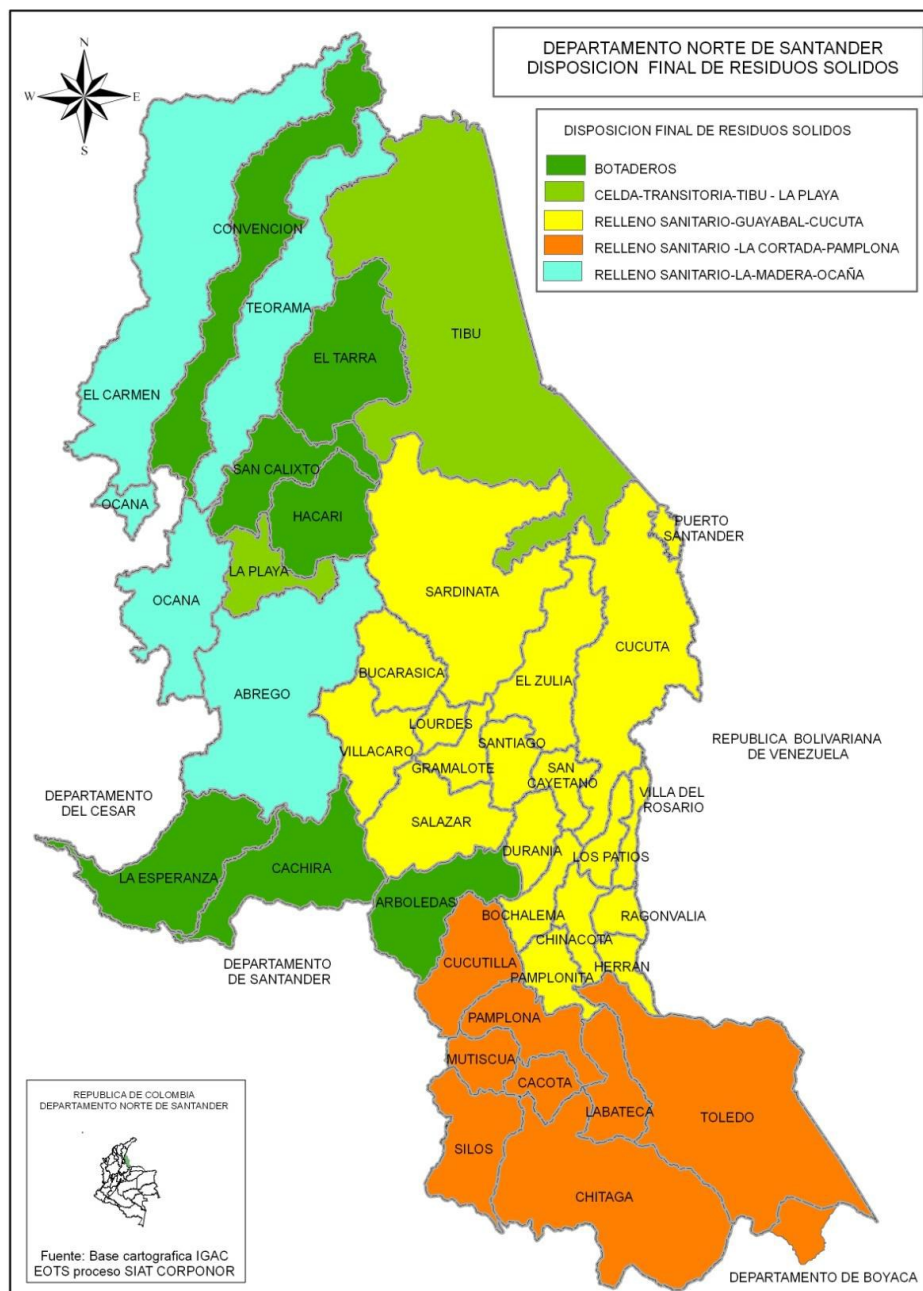 DEPARTAMENTO NORTE DE SANTANDER
DISPOSICION FINAL DE RESIDUOS SOLIDOS
N
W
E
S
DISPOSICION FINAL DE RESIDUOS SOLIDOS
BOTADEROS
CELDA-TRANSITORIA-TIBU - LA PLAYA
RELLENO SANITARIO-GUAYABAL-CUCUTA
RELLENO SANITARIO -LA CORTADA-PAMPLONA
RELLENO SANITARIO-LA-MADERA-OCAÑA
CONVENCION
TEORAMA
TIBU
EL TARRA
EL CARMEN
SAN CALIXTO
OCANA
HACARI
PUERTO
SANTANDER
LA PLAYA
OCANA
SARDINATA
CUCUTA
BUCARASICA
EL ZULIA
ABREGO
LOURDES
SANTIAGO
VILLACARO
GRAMALOTE
SAN
CAYETANO
REPUBLICA BOLIVARIANA
DE VENEZUELA
DEPARTAMENTO
DEL CESAR
VILLA DEL
ROSARIO
SALAZAR
DURANIA
LOS PATIOS
CACHIRA
LA ESPERANZA
ARBOLEDAS
BOCHALEMA
RAGONVALIA
CHINACOTA
DEPARTAMENTO
DE SANTANDER
CUCUTILLA
HERRAN
PAMPLONITA
PAMPLONA
MUTISCUA
CACOTA
LABATECA
TOLEDO
SILOS
CHITAGA
DEPARTAMENTO DE BOYACA
REPUBLICA DE COLOMBIA
DEPARTAMENTO NORTE DE SANTANDER
Fuente: Base cartografica IGAC
EOTS proceso SIAT CORPONOR